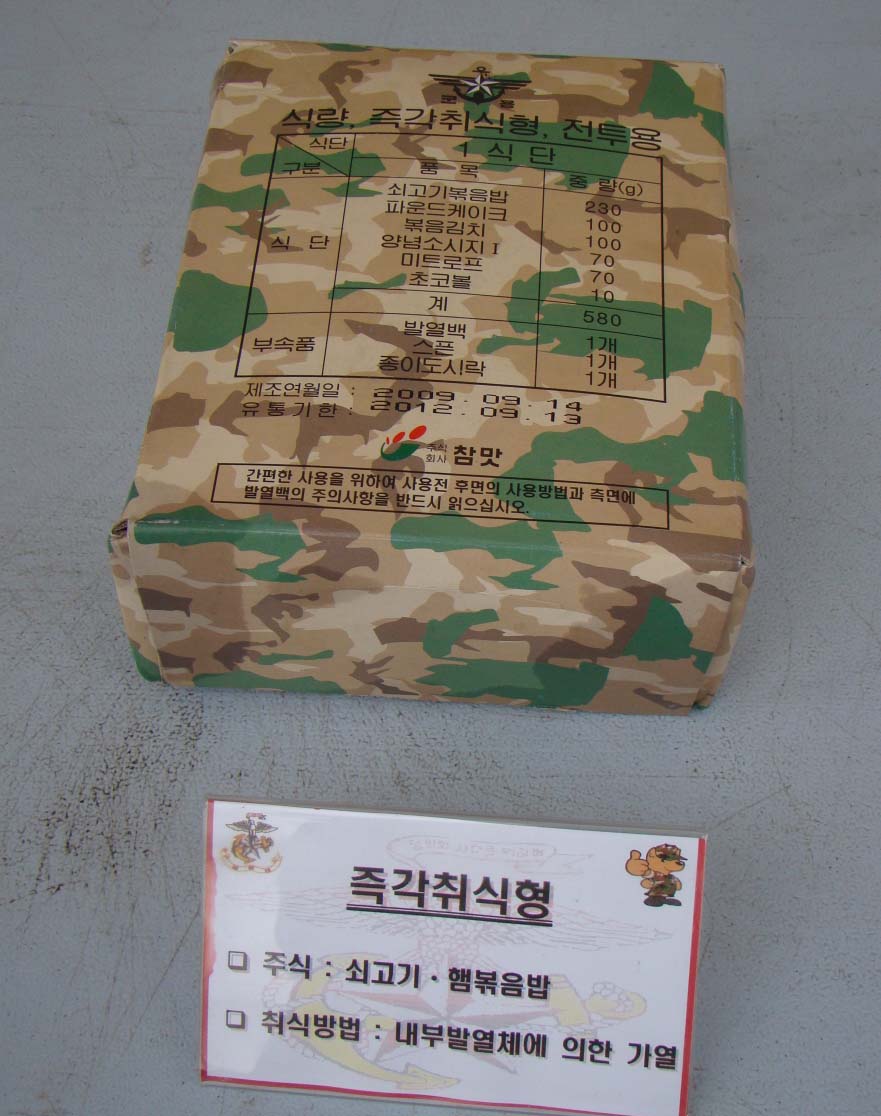 국 군
식량, 즉각취식형, 전투용
식단 1 식 단
구분 품 목 중 량(g)
식 단
쇠고기볶음밥 230
파운드케이크 100
볶음김치 100
양념소시지 I 70
미트로프 70
초코볼 10
계 580
부속품
발열백 1개
스푼 1개
종이도시락 1개
제조연월일 : 2009. 09. 14
유 통 기 한 : 2012. 09. 13
주식회사 참맛
간편한 사용을 위하여 사용전 후면의 사용방법과 측면에
발열백의 주의사항을 반드시 읽으십시오.
즉각취식형
❑ 주식 : 쇠고기 · 햄볶음밥
❑ 취식방법 : 내부발열체에 의한 가열